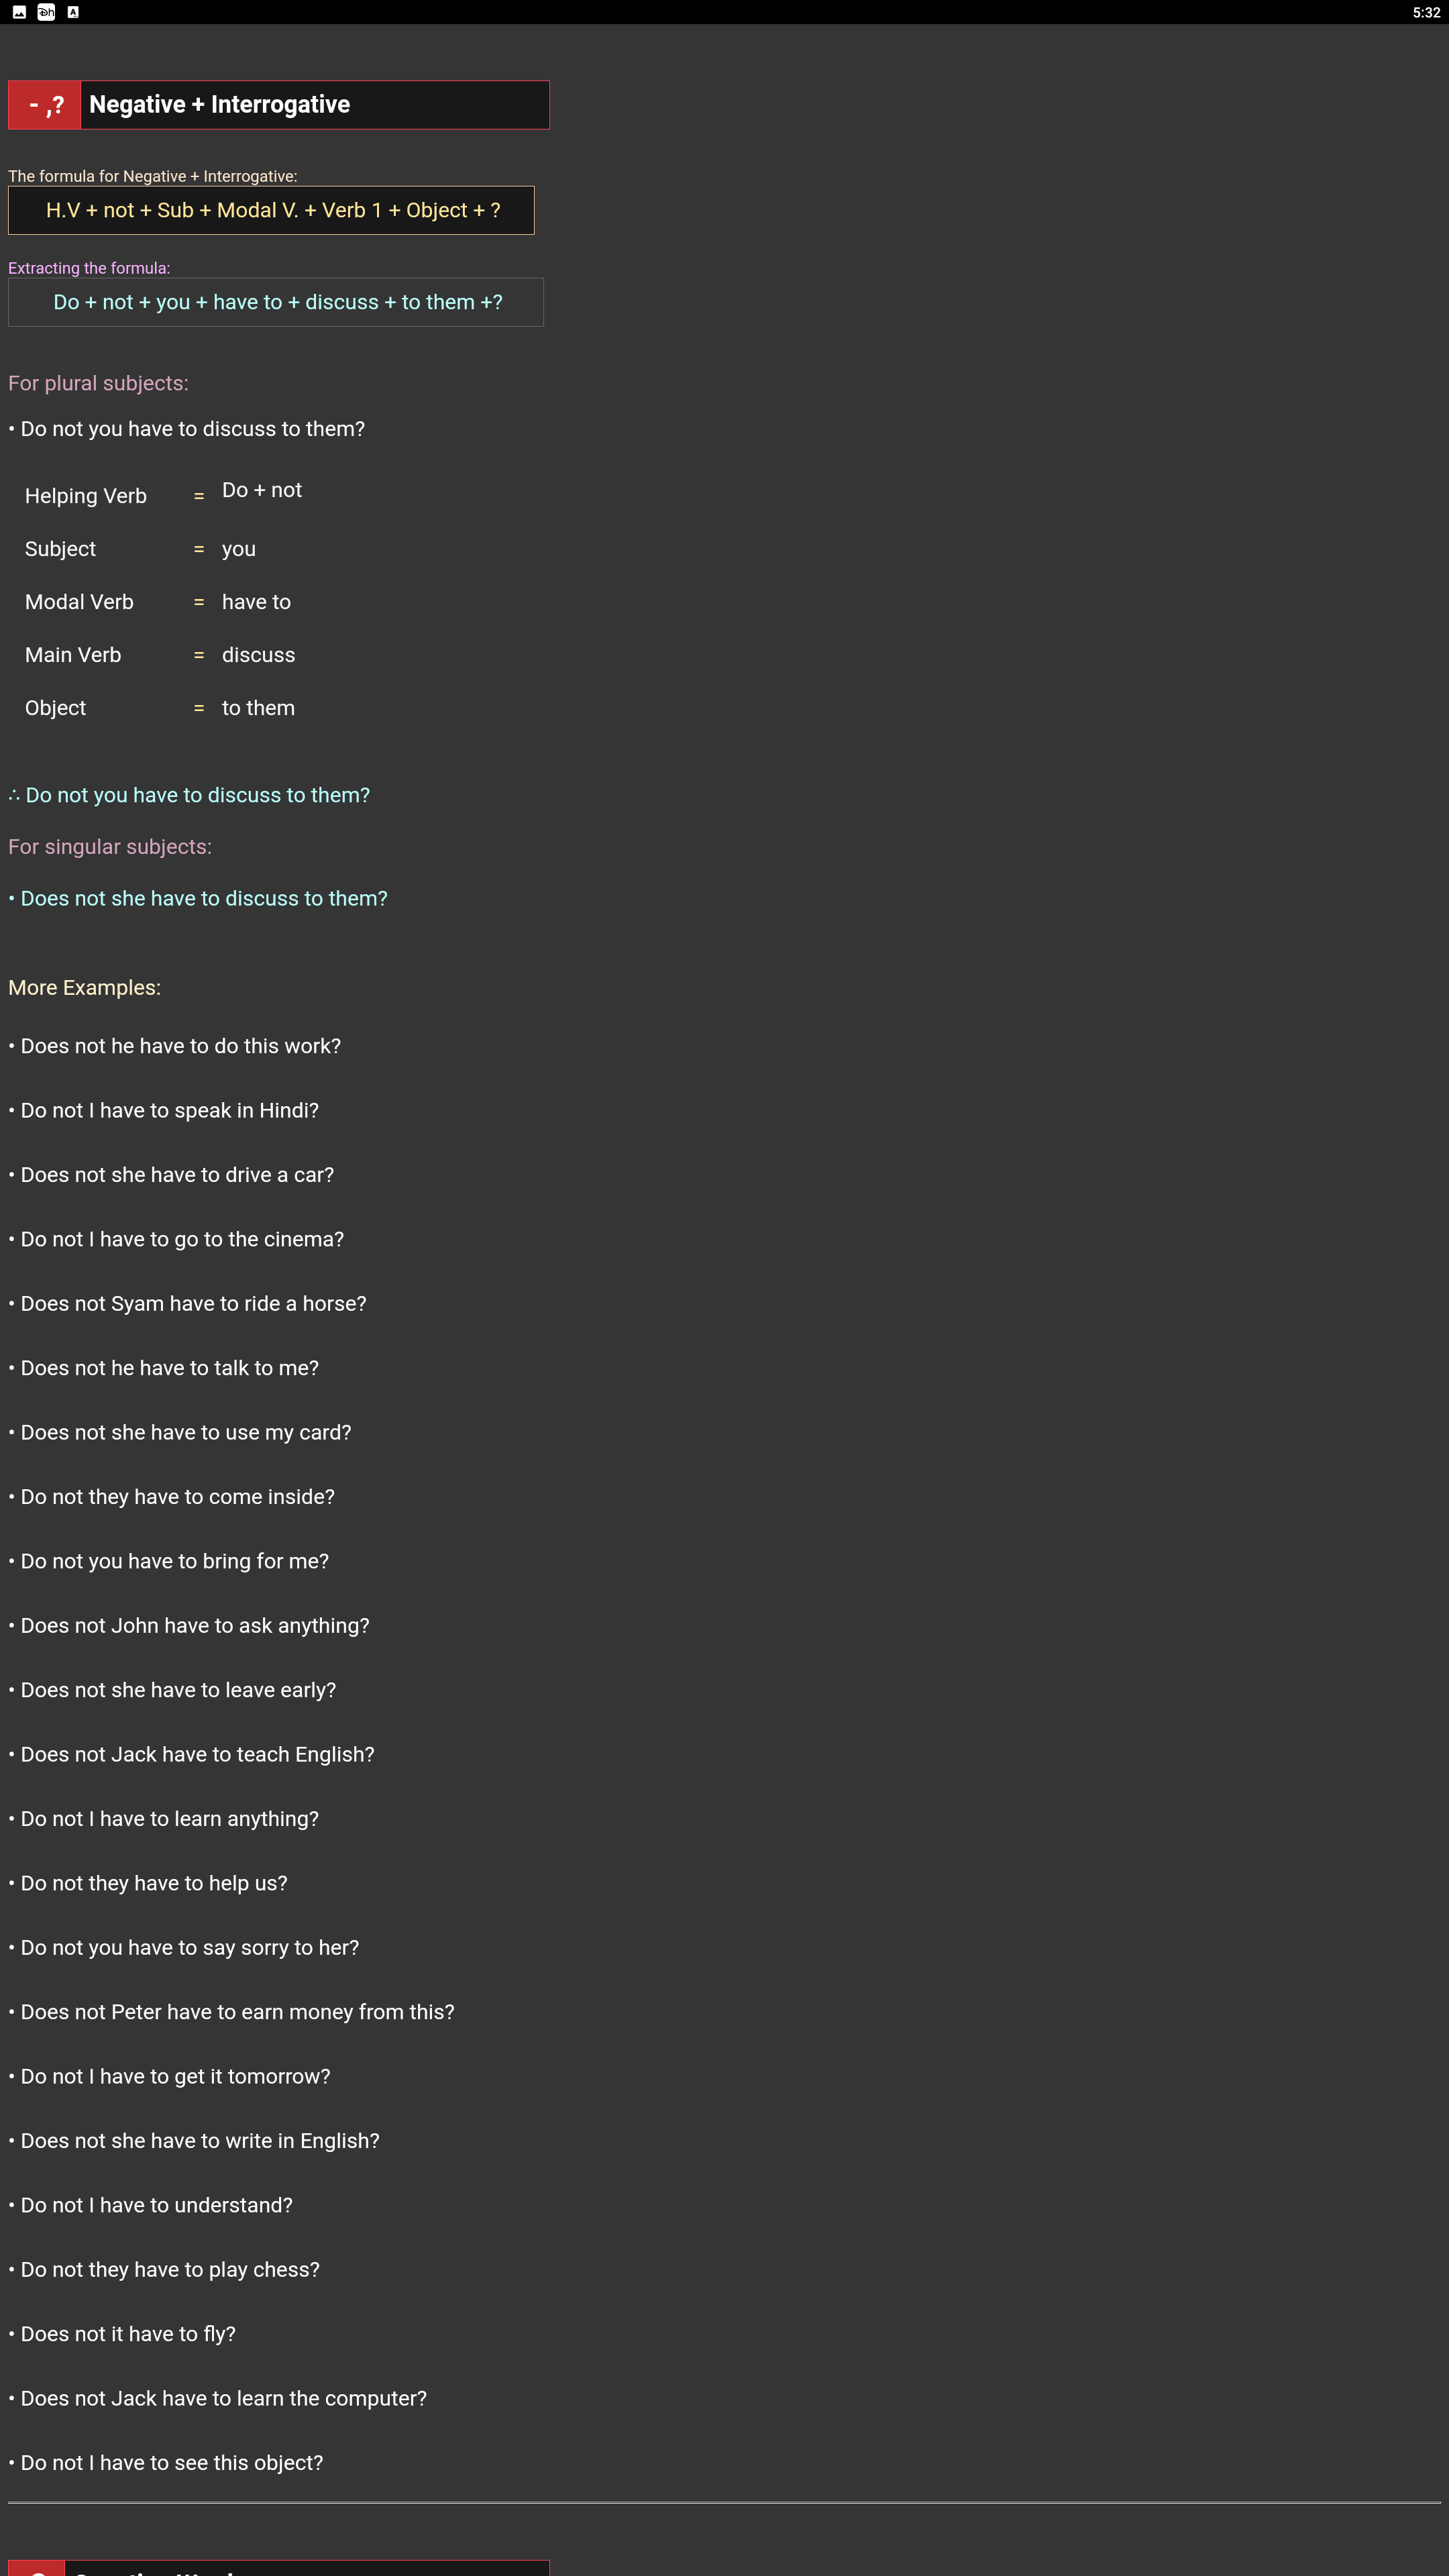 5:32
- ,? Negative + Interrogative
The formula for Negative + Interrogative:
H.V + not + Sub + Modal V. + Verb 1 + Object + ?
Extracting the formula:
Do + not + you + have to + discuss + to them +?
For plural subjects:
• Do not you have to discuss to them?
Helping Verb = Do + not
Subject = you
Modal Verb = have to
Main Verb = discuss
Object = to them
∴ Do not you have to discuss to them?
For singular subjects:
• Does not she have to discuss to them?
More Examples:
• Does not he have to do this work?
• Do not I have to speak in Hindi?
• Does not she have to drive a car?
• Do not I have to go to the cinema?
• Does not Syam have to ride a horse?
• Does not he have to talk to me?
• Does not she have to use my card?
• Do not they have to come inside?
• Do not you have to bring for me?
• Does not John have to ask anything?
• Does not she have to leave early?
• Does not Jack have to teach English?
• Do not I have to learn anything?
• Do not they have to help us?
• Do not you have to say sorry to her?
• Does not Peter have to earn money from this?
• Do not I have to get it tomorrow?
• Does not she have to write in English?
• Do not I have to understand?
• Do not they have to play chess?
• Does not it have to fly?
• Does not Jack have to learn the computer?
• Do not I have to see this object?